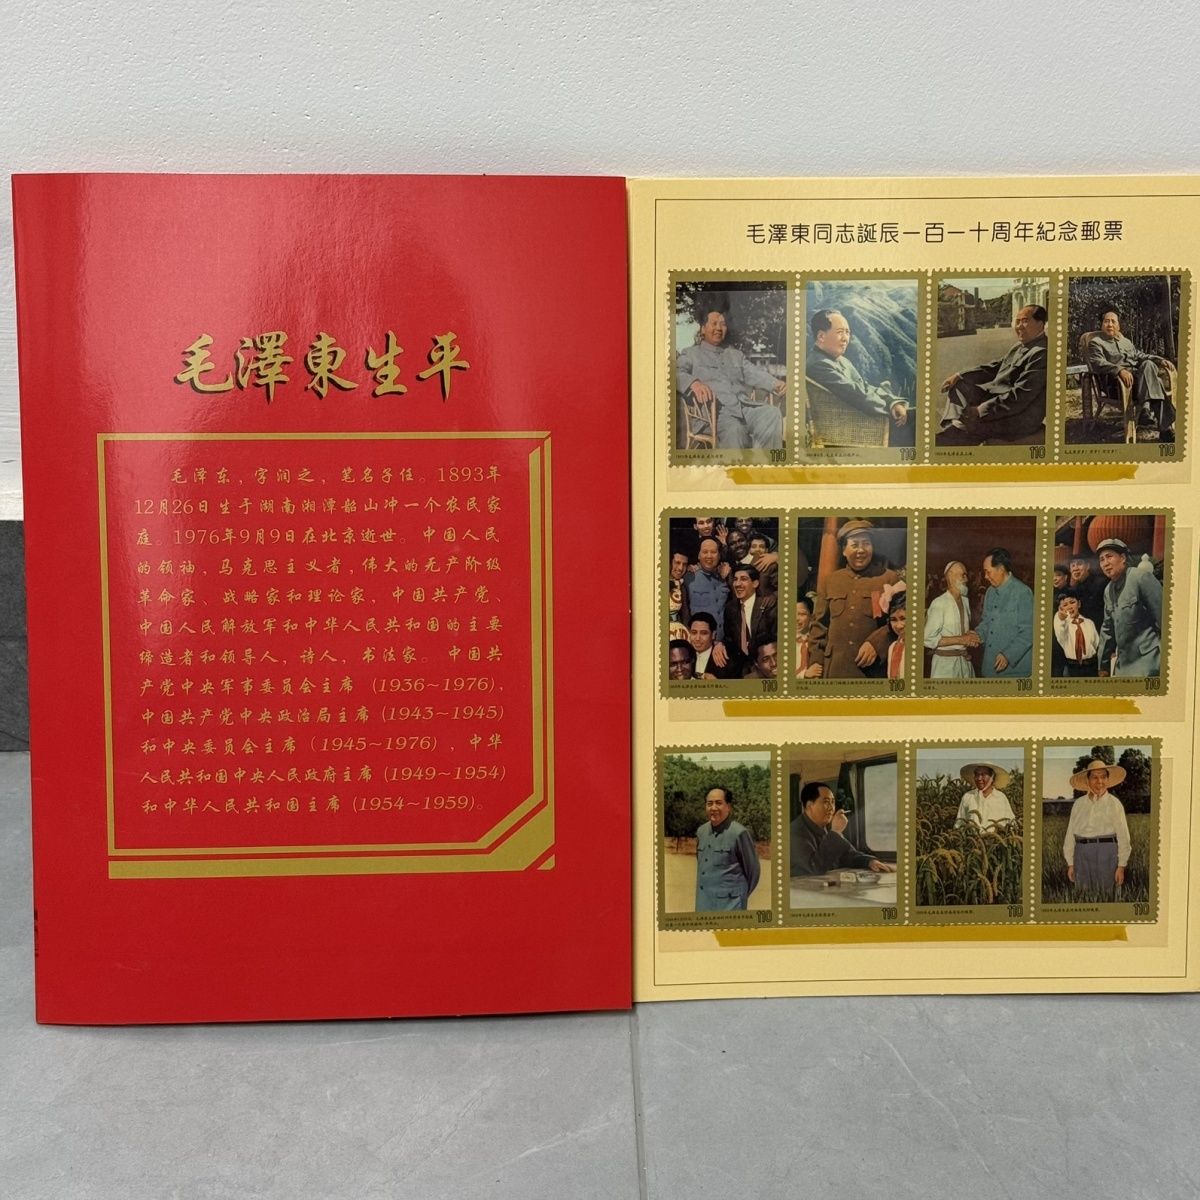 毛澤東生平
毛泽东，字润之，笔名子任。1893年
12月26日生于湖南湘潭韶山冲一个农民家
庭。1976年9月9日在北京逝世。中国人民
的领袖，马克思主义者，伟大的无产阶级
革命家、战略家和理论家，中国共产党、
中国人民解放军和中华人民共和国的主要
缔造者和领导人，诗人，书法家。中国共
产党中央军事委员会主席（1936~1976），
中国共产党中央政治局主席（1943~1945）
和中央委员会主席（1945~1976），中华
人民共和国中央人民政府主席（1949~1954）
和中华人民共和国主席（1954~1959）。
毛澤東同志誕辰一百一十周年紀念郵票
110
110
110
110
110
110
110
110
110
110
110
110